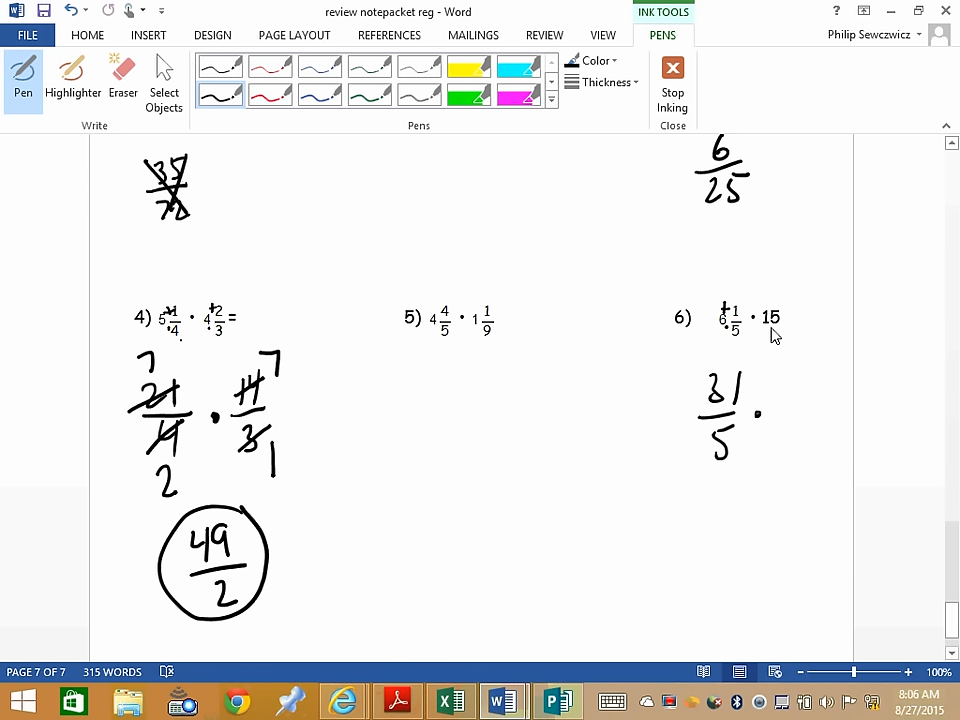 review notepacket reg - Word
INK TOOLS
FILE HOME INSERT DESIGN PAGE LAYOUT REFERENCES MAILINGS REVIEW VIEW PENS
Philip Sewczwicz
Pen Highlighter Eraser Select Objects
Color
Thickness
Stop Inking
Write Pens Close
35/72
6/25
4) 5 1/4 · 4 2/3 =
5) 4 4/5 · 1 1/9
6) 6 1/5 · 15
7 7
21/4 · 14/3
2 1
31/5 ·
49/2
PAGE 7 OF 7 315 WORDS
100%
8:06 AM
8/27/2015